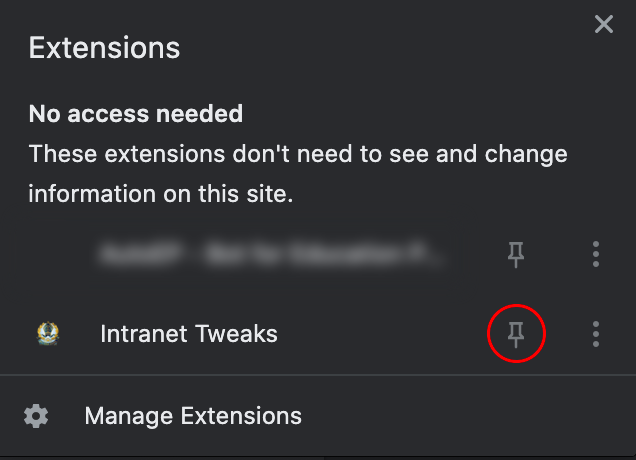 Extensions
No access needed
These extensions don't need to see and change
information on this site.
Intranet Tweaks
Manage Extensions